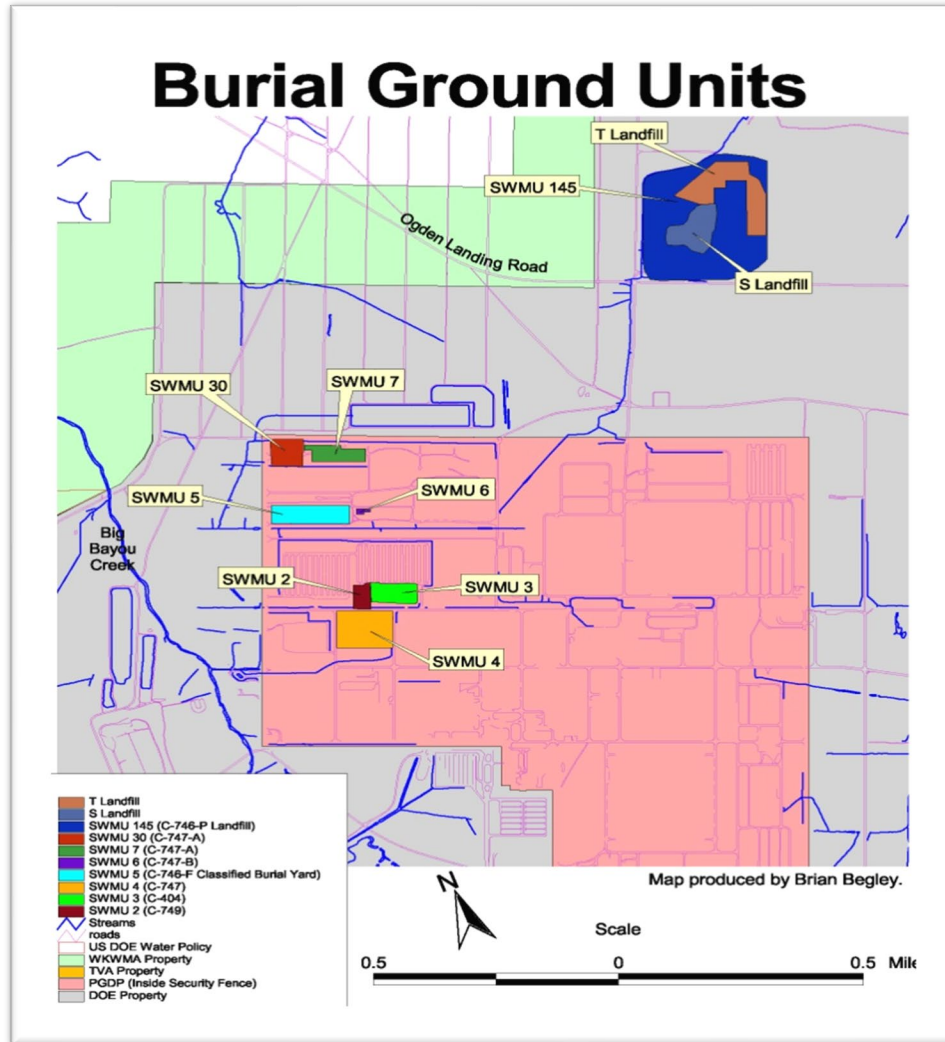 Burial Ground Units
T Landfill
SWMU 145
Ogden Landing Road
S Landfill
SWMU 30
SWMU 7
SWMU 5
SWMU 6
Big
Bayou
Creek
SWMU 2
SWMU 3
SWMU 4
T Landfill
S Landfill
SWMU 145 (C-746-P Landfill)
SWMU 30 (C-747-A)
SWMU 7 (C-747-A)
SWMU 6 (C-747-B)
SWMU 5 (C-746-F Classified Burial Yard)
SWMU 4 (C-747)
SWMU 3 (C-404)
SWMU 2 (C-749)
Streams
roads
US DOE Water Policy
WKWMA Property
TVA Property
PGDP (Inside Security Fence)
DOE Property
Map produced by Brian Begley.
N
Scale
0.5 0 0.5 Mile